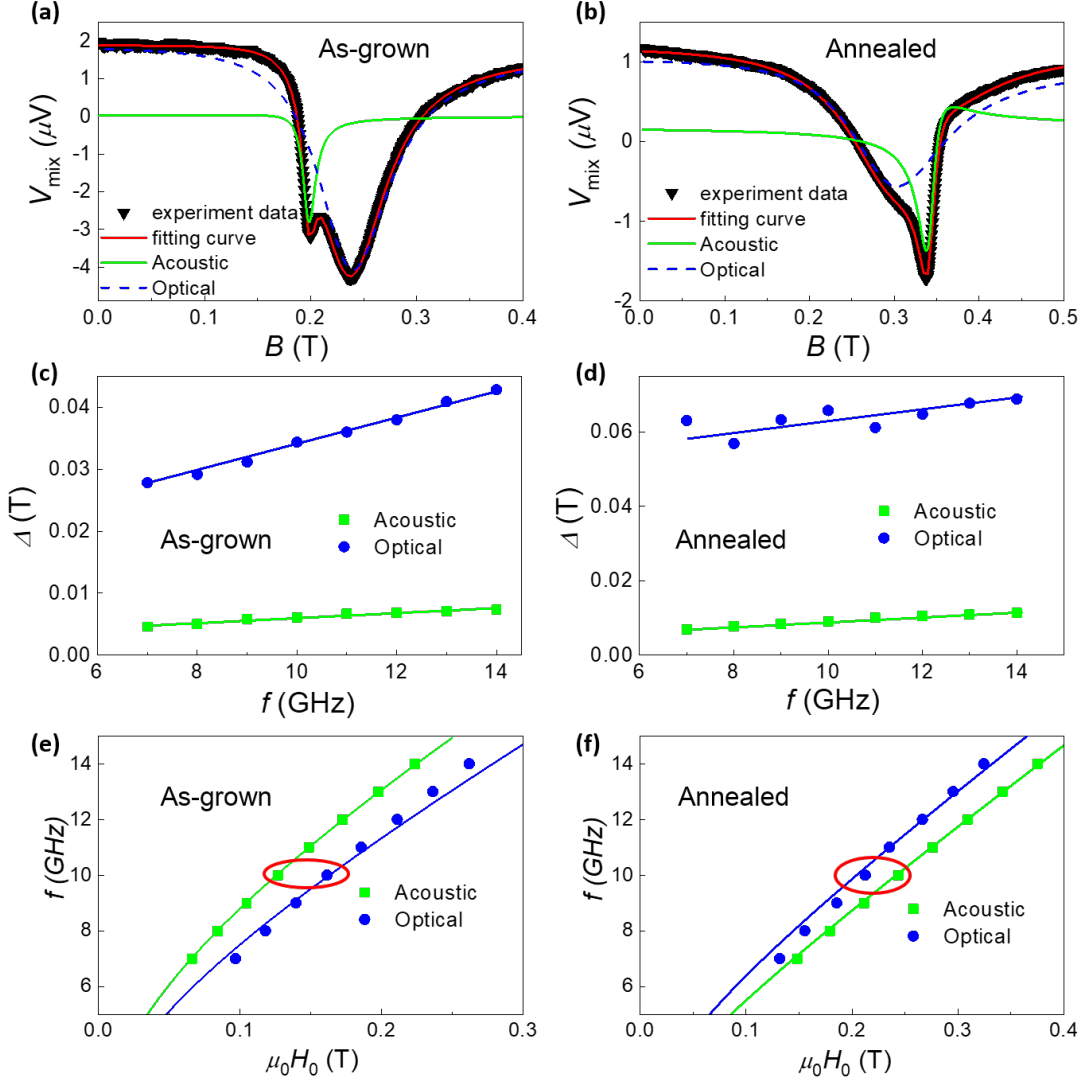 (a)
As-grown
V_mix (µV)
2
1
0
-1
-2
-3
-4
experiment data
fitting curve
Acoustic
Optical
0.0 0.1 0.2 0.3 0.4
B (T)
(b)
Annealed
V_mix (µV)
1
0
-1
-2
experiment data
fitting curve
Acoustic
Optical
0.0 0.1 0.2 0.3 0.4 0.5
B (T)
(c)
Δ (T)
0.04
0.03
0.02
0.01
0.00
Acoustic
Optical
As-grown
6 8 10 12 14
f (GHz)
(d)
Δ (T)
0.06
0.04
0.02
0.00
Acoustic
Optical
Annealed
6 8 10 12 14
f (GHz)
(e)
As-grown
f (GHz)
14
12
10
8
6
Acoustic
Optical
0.0 0.1 0.2 0.3
μ₀H₀ (T)
(f)
Annealed
f (GHz)
14
12
10
8
6
Acoustic
Optical
0.0 0.1 0.2 0.3 0.4
μ₀H₀ (T)